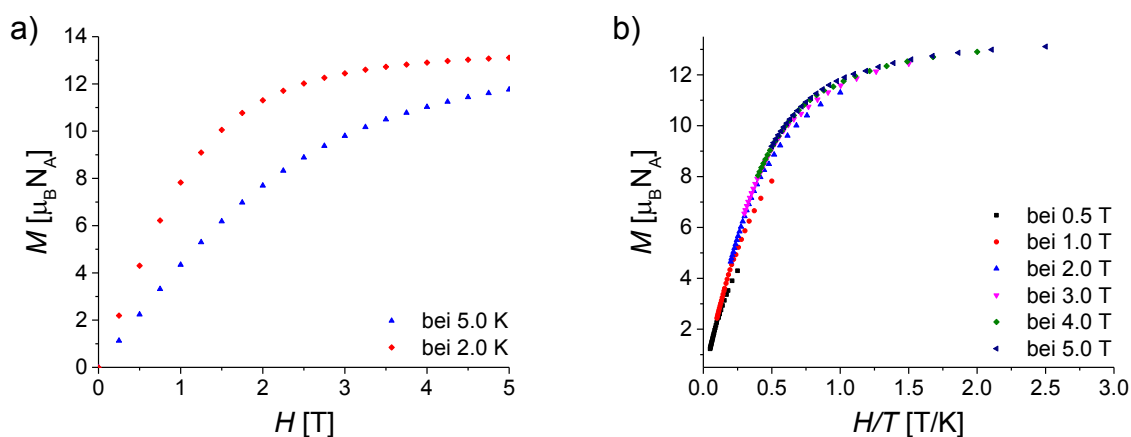 a)
14
12
10
8
6
4
2
0
M [μBNA]
0 1 2 3 4 5
H [T]
bei 5.0 K
bei 2.0 K
b)
14
12
10
8
6
4
2
M [μBNA]
0.0 0.5 1.0 1.5 2.0 2.5 3.0
H/T [T/K]
bei 0.5 T
bei 1.0 T
bei 2.0 T
bei 3.0 T
bei 4.0 T
bei 5.0 T